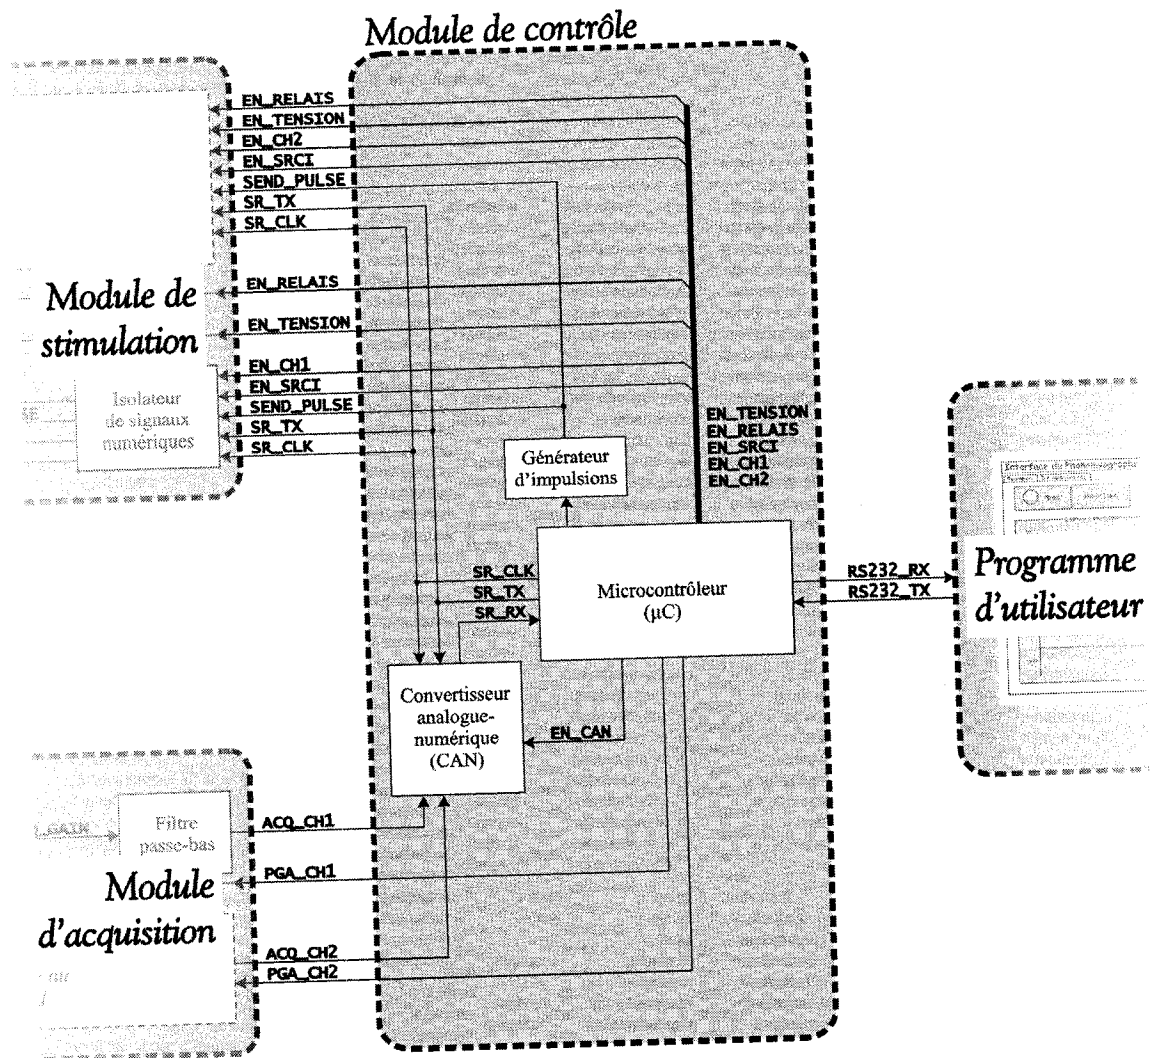 Module de contrôle
EN_RELAIS
EN_TENSION
EN_CH2
EN_SRCI
SEND_PULSE
SR_TX
SR_CLK
Module de
stimulation
EN_RELAIS
EN_TENSION
EN_CH1
EN_SRCI
SEND_PULSE
SR_TX
SR_CLK
Isolateur
de signaux
numériques
Générateur
d'impulsions
EN_TENSION
EN_RELAIS
EN_SRCI
EN_CH1
EN_CH2
SR_CLK
SR_TX
SR_RX
Microcontrôleur
(µC)
RS232_RX
RS232_TX
Programme
d'utilisateur
Convertisseur
analogue-
numérique
(CAN)
EN_CAN
Filtre
passe-bas
ACQ_CH1
PGA_CH1
Module
d'acquisition
ACQ_CH2
PGA_CH2